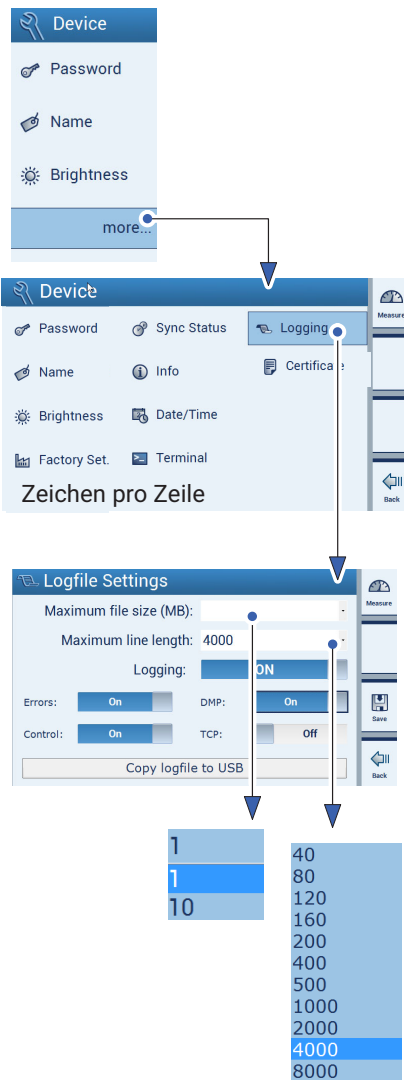 Device
Password
Name
Brightness
more...
Device
Password
Sync Status
Logging
Measure
Name
Info
Certificate
Brightness
Date/Time
Factory Set.
Terminal
Zeichen pro Zeile
Back
Logfile Settings
Measure
Maximum file size (MB):
Maximum line length: 4000
Logging: ON
Errors: On DMP: On
Save
Control: On TCP: Off
Copy logfile to USB
Back
1
1
10
40
80
120
160
200
400
500
1000
2000
4000
8000